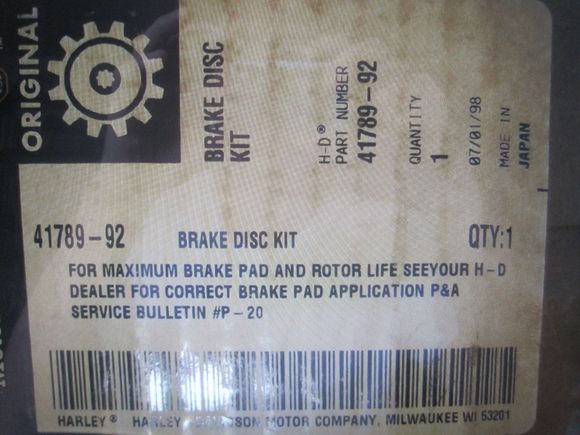 ORIGINAL
BRAKE DISC
KIT
H-D®
PART NUMBER
41789-92
QUANTITY
1
07/01/98
MADE IN
JAPAN
41789-92 BRAKE DISC KIT QTY:1
FOR MAXIMUM BRAKE PAD AND ROTOR LIFE SEEYOUR H-D
DEALER FOR CORRECT BRAKE PAD APPLICATION P&A
SERVICE BULLETIN #P-20
HARLEY® HARLEY MOTOR COMPANY, MILWAUKEE WI 53201